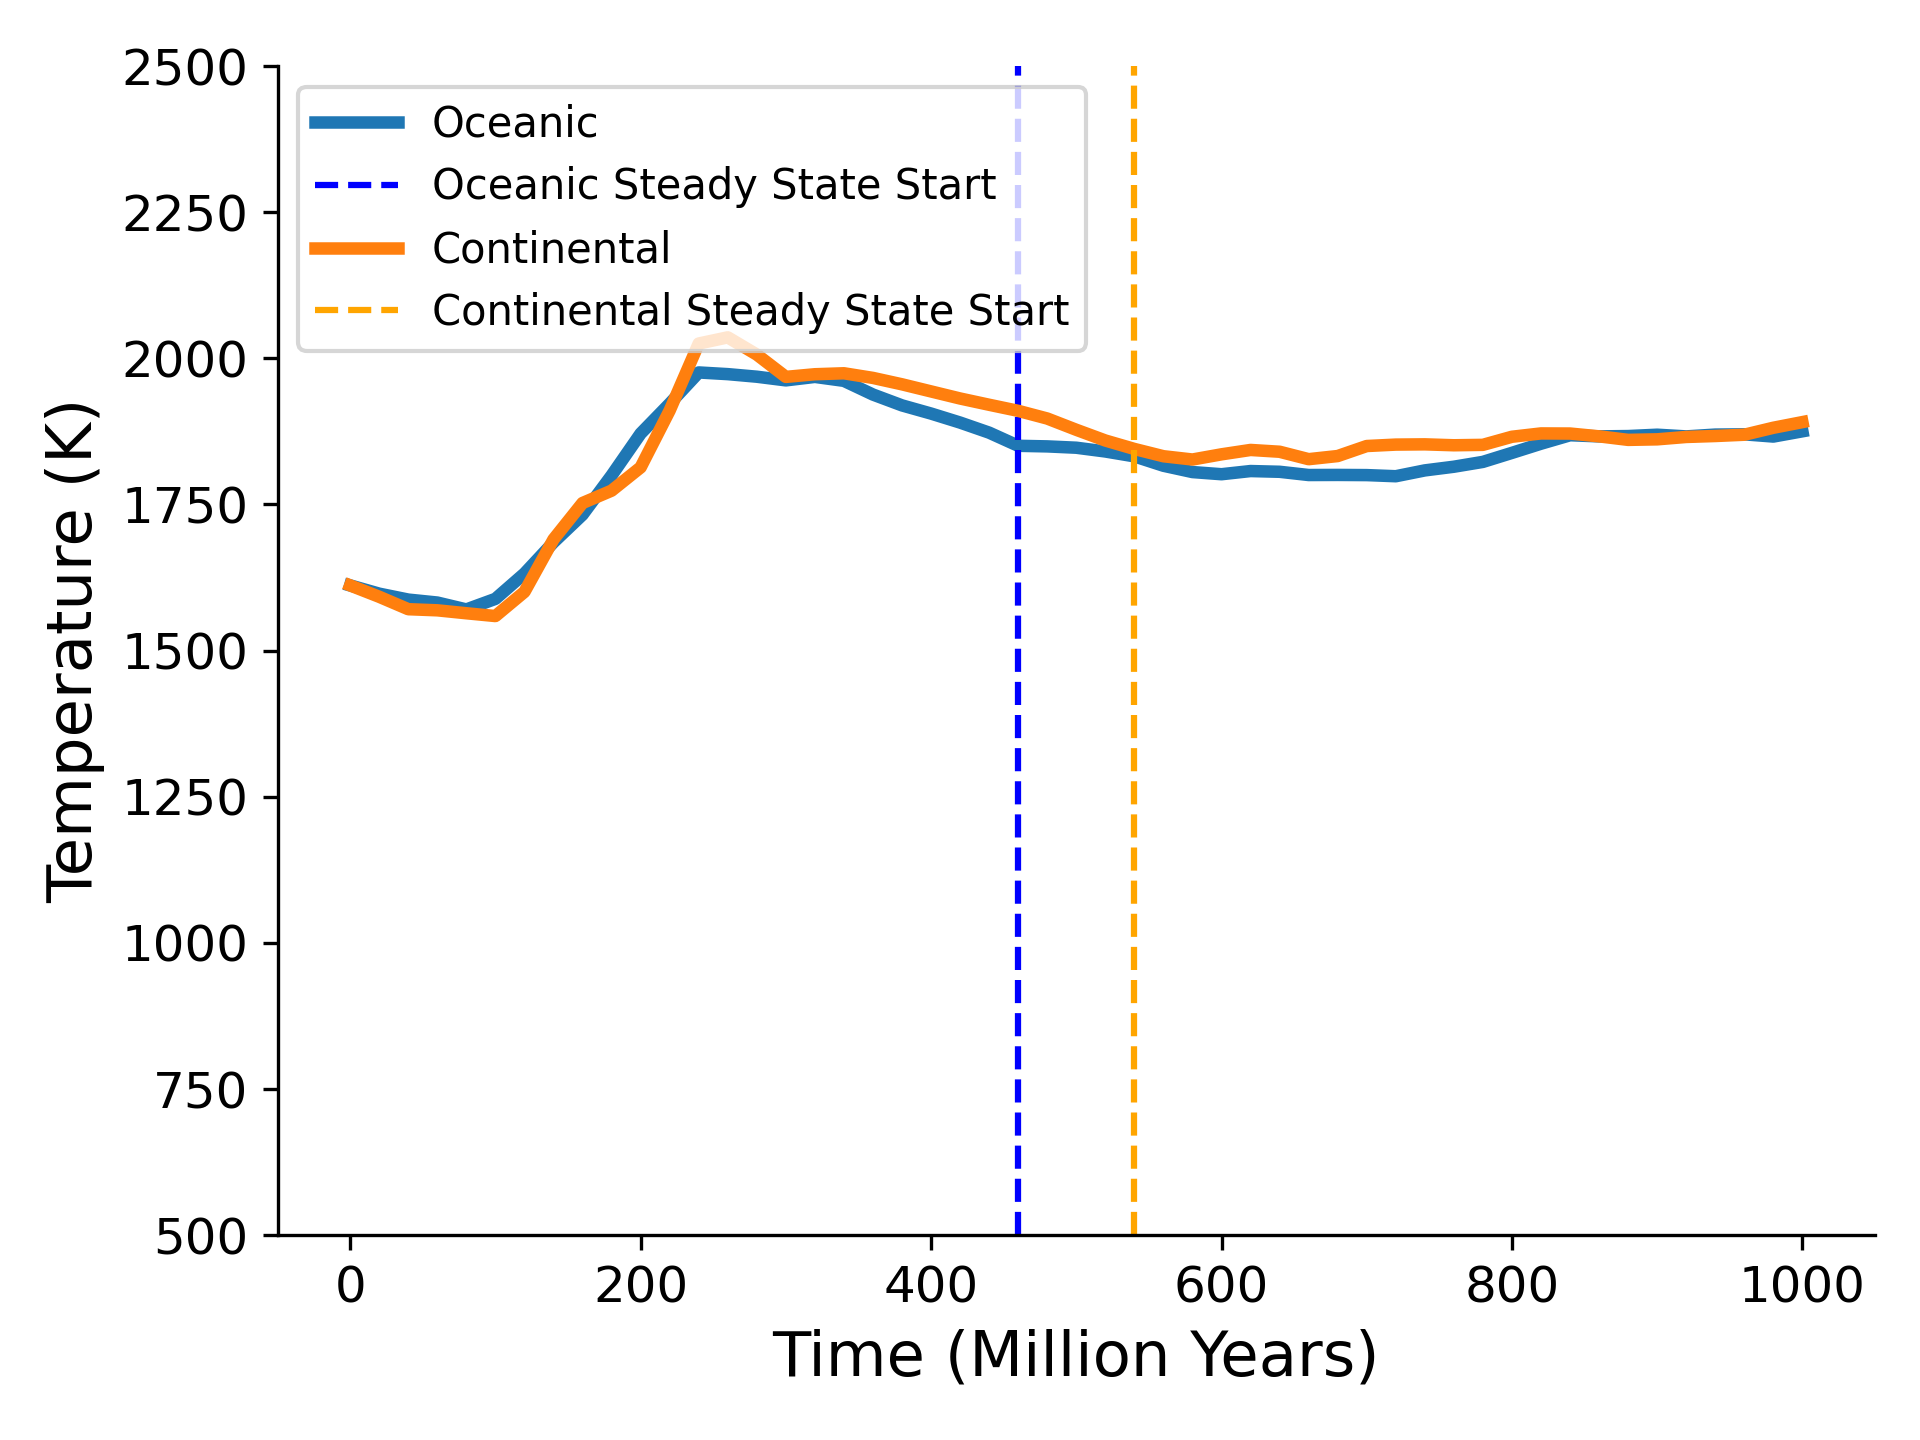 2500
2250
2000
1750
1500
1250
1000
750
500
Temperature (K)
Oceanic
Oceanic Steady State Start
Continental
Continental Steady State Start
0 200 400 600 800 1000
Time (Million Years)